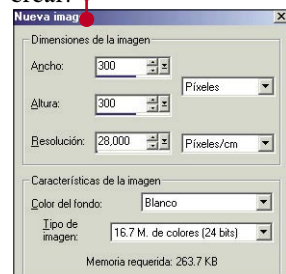 crear.
Nueva imag
Dimensiones de la imagen
Ancho: 300
Píxeles
Altura: 300
Resolución: 28,000 Píxeles/cm
Características de la imagen
Color del fondo: Blanco
Tipo de
imagen: 16.7 M. de colores (24 bits)
Memoria requerida: 263.7 KB